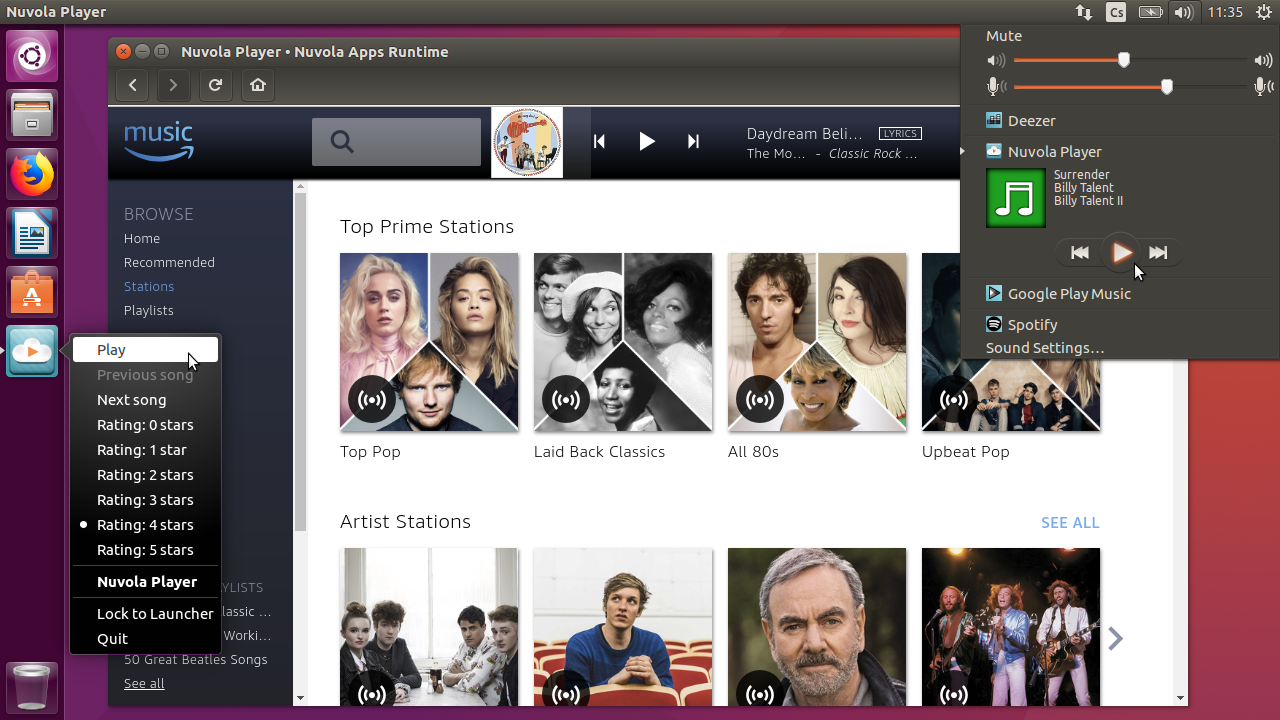 Nuvola Player
Cs
11:35
Nuvola Player • Nuvola Apps Runtime
music
Daydream Beli...
LYRICS
The Mo... - Classic Rock ...
BROWSE
Home
Recommended
Stations
Playlists
Play
Previous song
Next song
Rating: 0 stars
Rating: 1 star
Rating: 2 stars
Rating: 3 stars
Rating: 4 stars
Rating: 5 stars
Nuvola Player
Lock to Launcher
Quit
YLISTS
lassic ...
Worki...
50 Great Beatles Songs
See all
Top Prime Stations
Top Pop
Laid Back Classics
All 80s
Upbeat Pop
Artist Stations
SEE ALL
Mute
Deezer
Nuvola Player
Surrender
Billy Talent
Billy Talent II
Google Play Music
Spotify
Sound Settings...